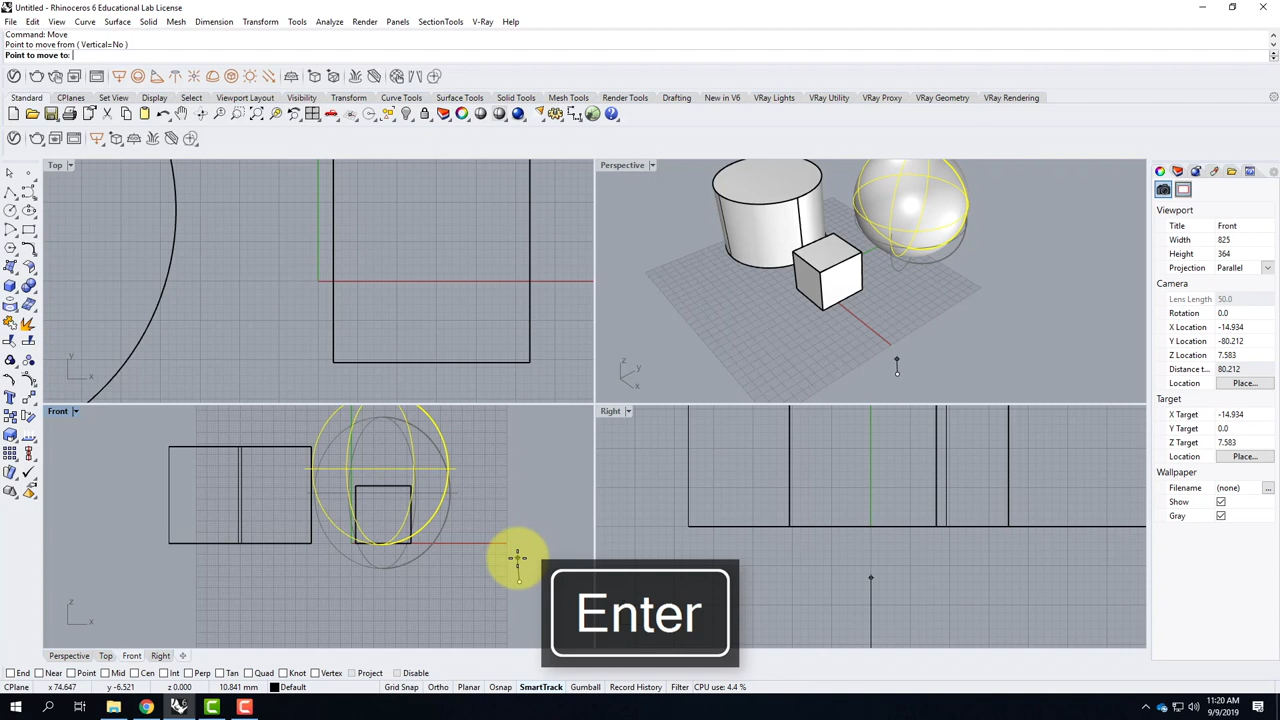 Untitled - Rhinoceros 6 Educational Lab License
File Edit View Curve Surface Solid Mesh Dimension Transform Tools Analyze Render Panels SectionTools V-Ray Help
Command: Move
Point to move from ( Vertical=No )
Point to move to:
Standard CPlanes Set View Display Select Viewport Layout Visibility Transform Curve Tools Surface Tools Solid Tools Mesh Tools Render Tools Drafting New in V6 VRay Lights VRay Utility VRay Proxy VRay Geometry VRay Rendering
Top
Perspective
Viewport
Title Front
Width 825
Height 364
Projection Parallel
Camera
Lens Length 50.0
Rotation 0.0
X Location -14.934
Y Location -80.212
Z Location 7.583
Distance t... 80.212
Location Place...
Target
X Target -14.934
Y Target 0.0
Z Target 7.583
Location Place...
Wallpaper
Filename (none) ...
Show
Gray
y
x
z
y
x
Front
Right
z
x
Enter
Perspective Top Front Right
End Near Point Mid Cen Int Perp Tan Quad Knot Vertex Project Disable
CPlane x 74.647 y -6.521 z 0.000 10.841 mm Default Grid Snap Ortho Planar Osnap SmartTrack Gumball Record History Filter CPU use: 4.4 %
11:20 AM
9/9/2019